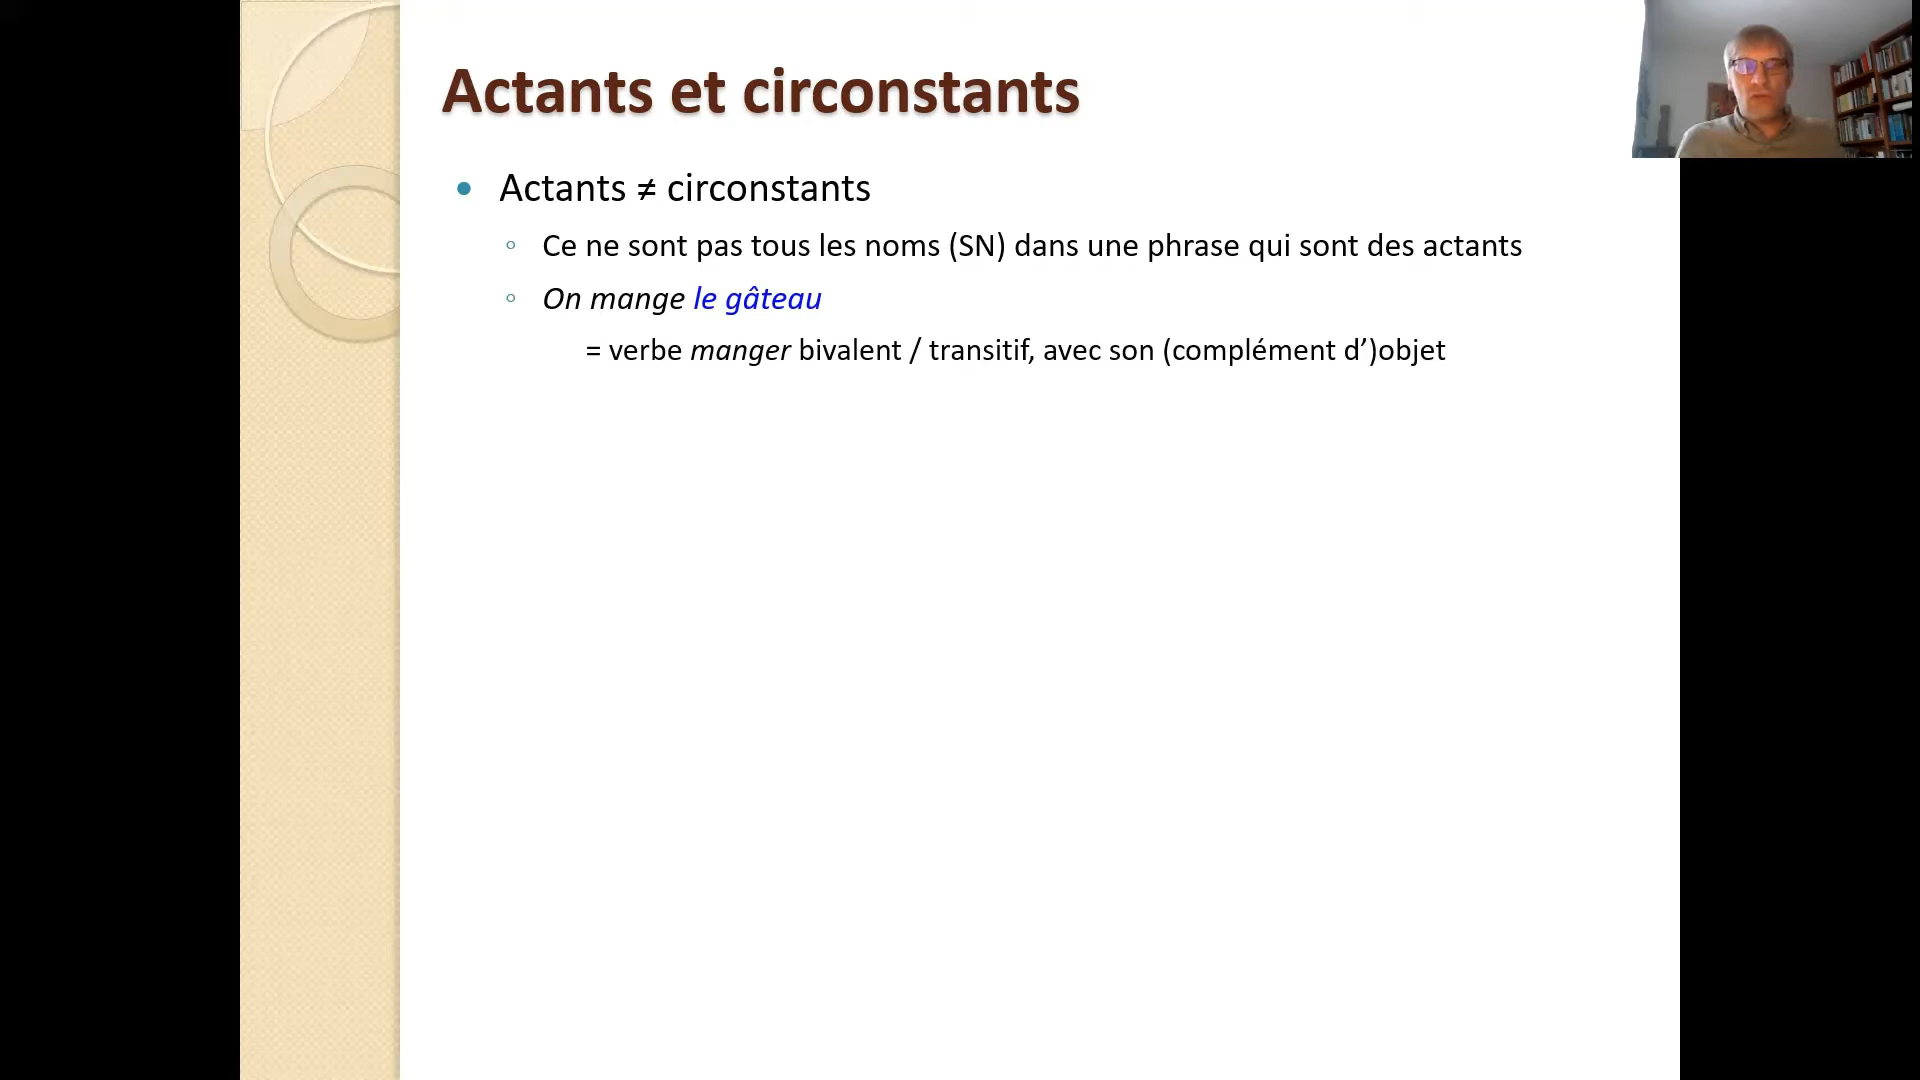 Actants et circonstants
• Actants ≠ circonstants
◦ Ce ne sont pas tous les noms (SN) dans une phrase qui sont des actants
◦ On mange le gâteau
= verbe manger bivalent / transitif, avec son (complément d’)objet